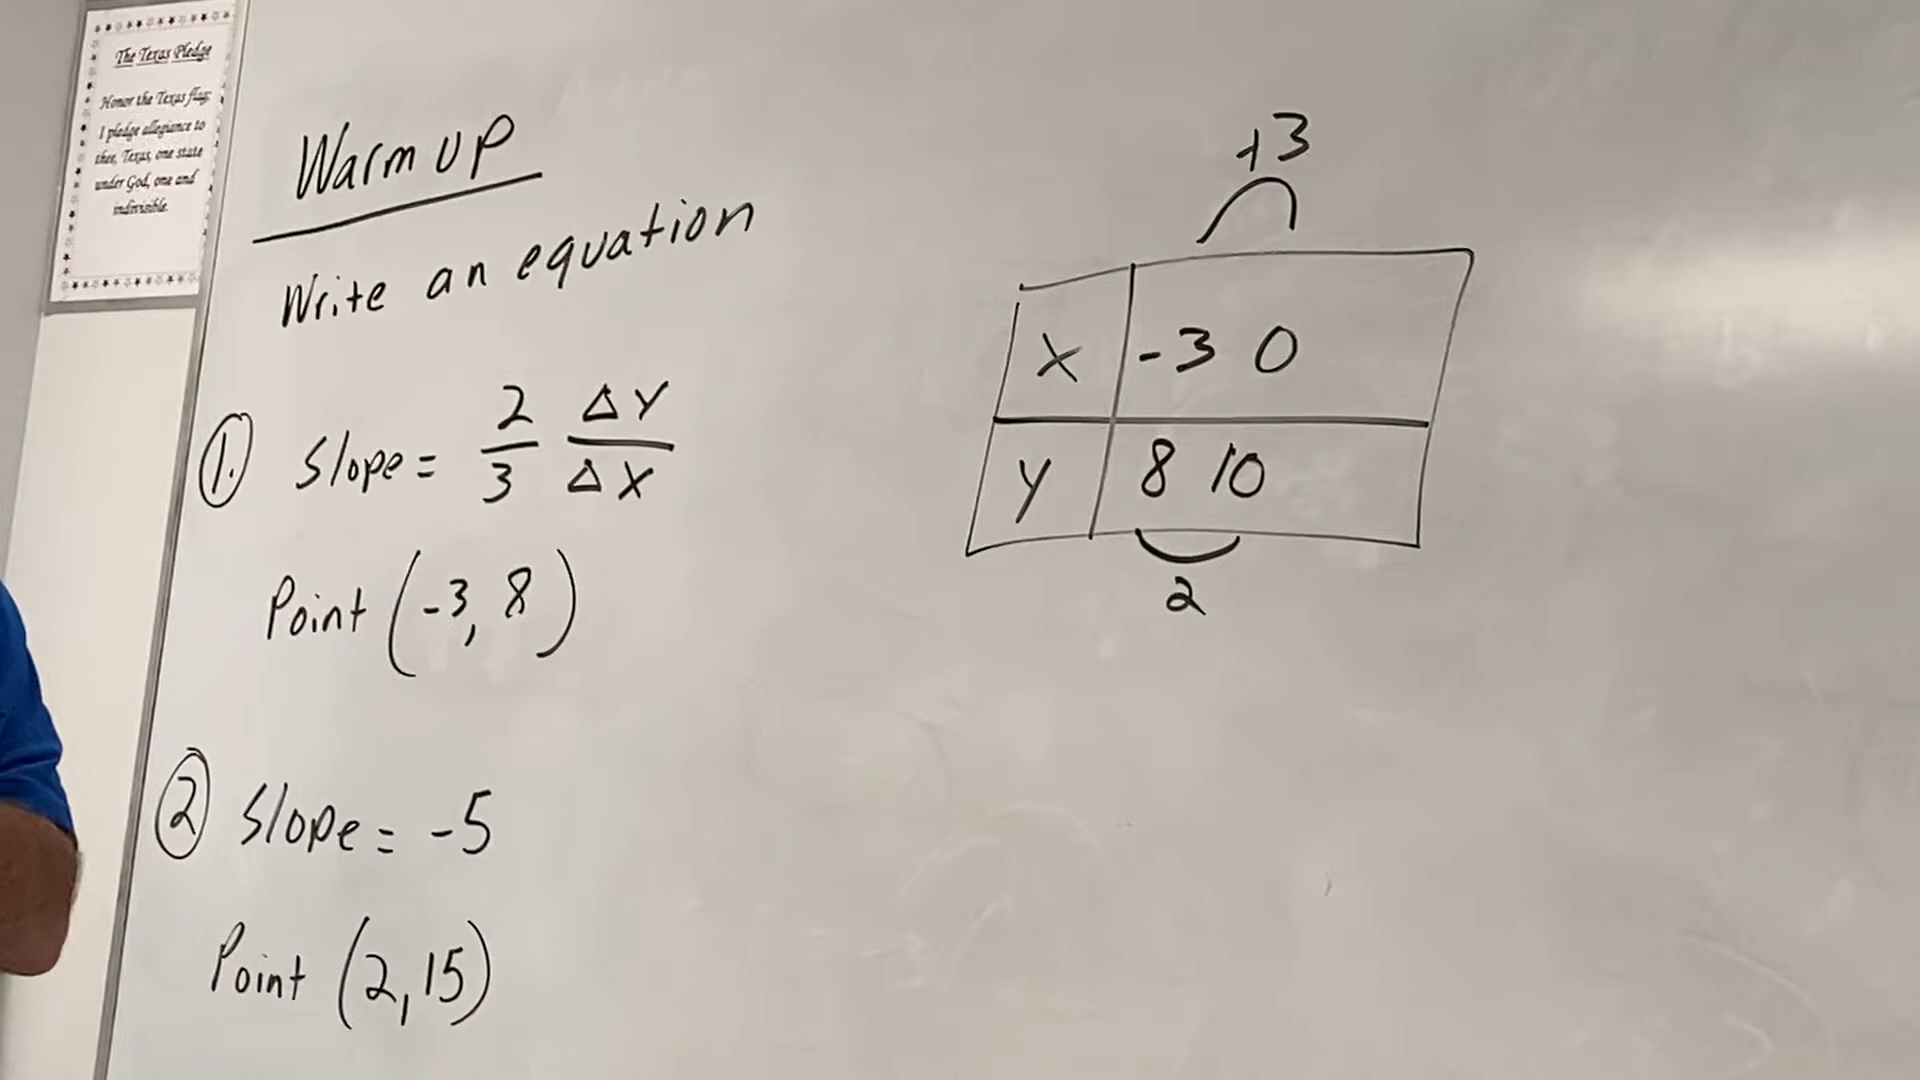 The Texas Pledge
Honor the Texas flag;
I pledge allegiance to
thee, Texas, one state
under God, one and
indivisible.
Warm up
Write an equation
1. Slope = 2/3 ΔY/ΔX
Point (-3, 8)
2 Slope = -5
Point (2, 15)
+3
X -3 0
Y 8 10
2